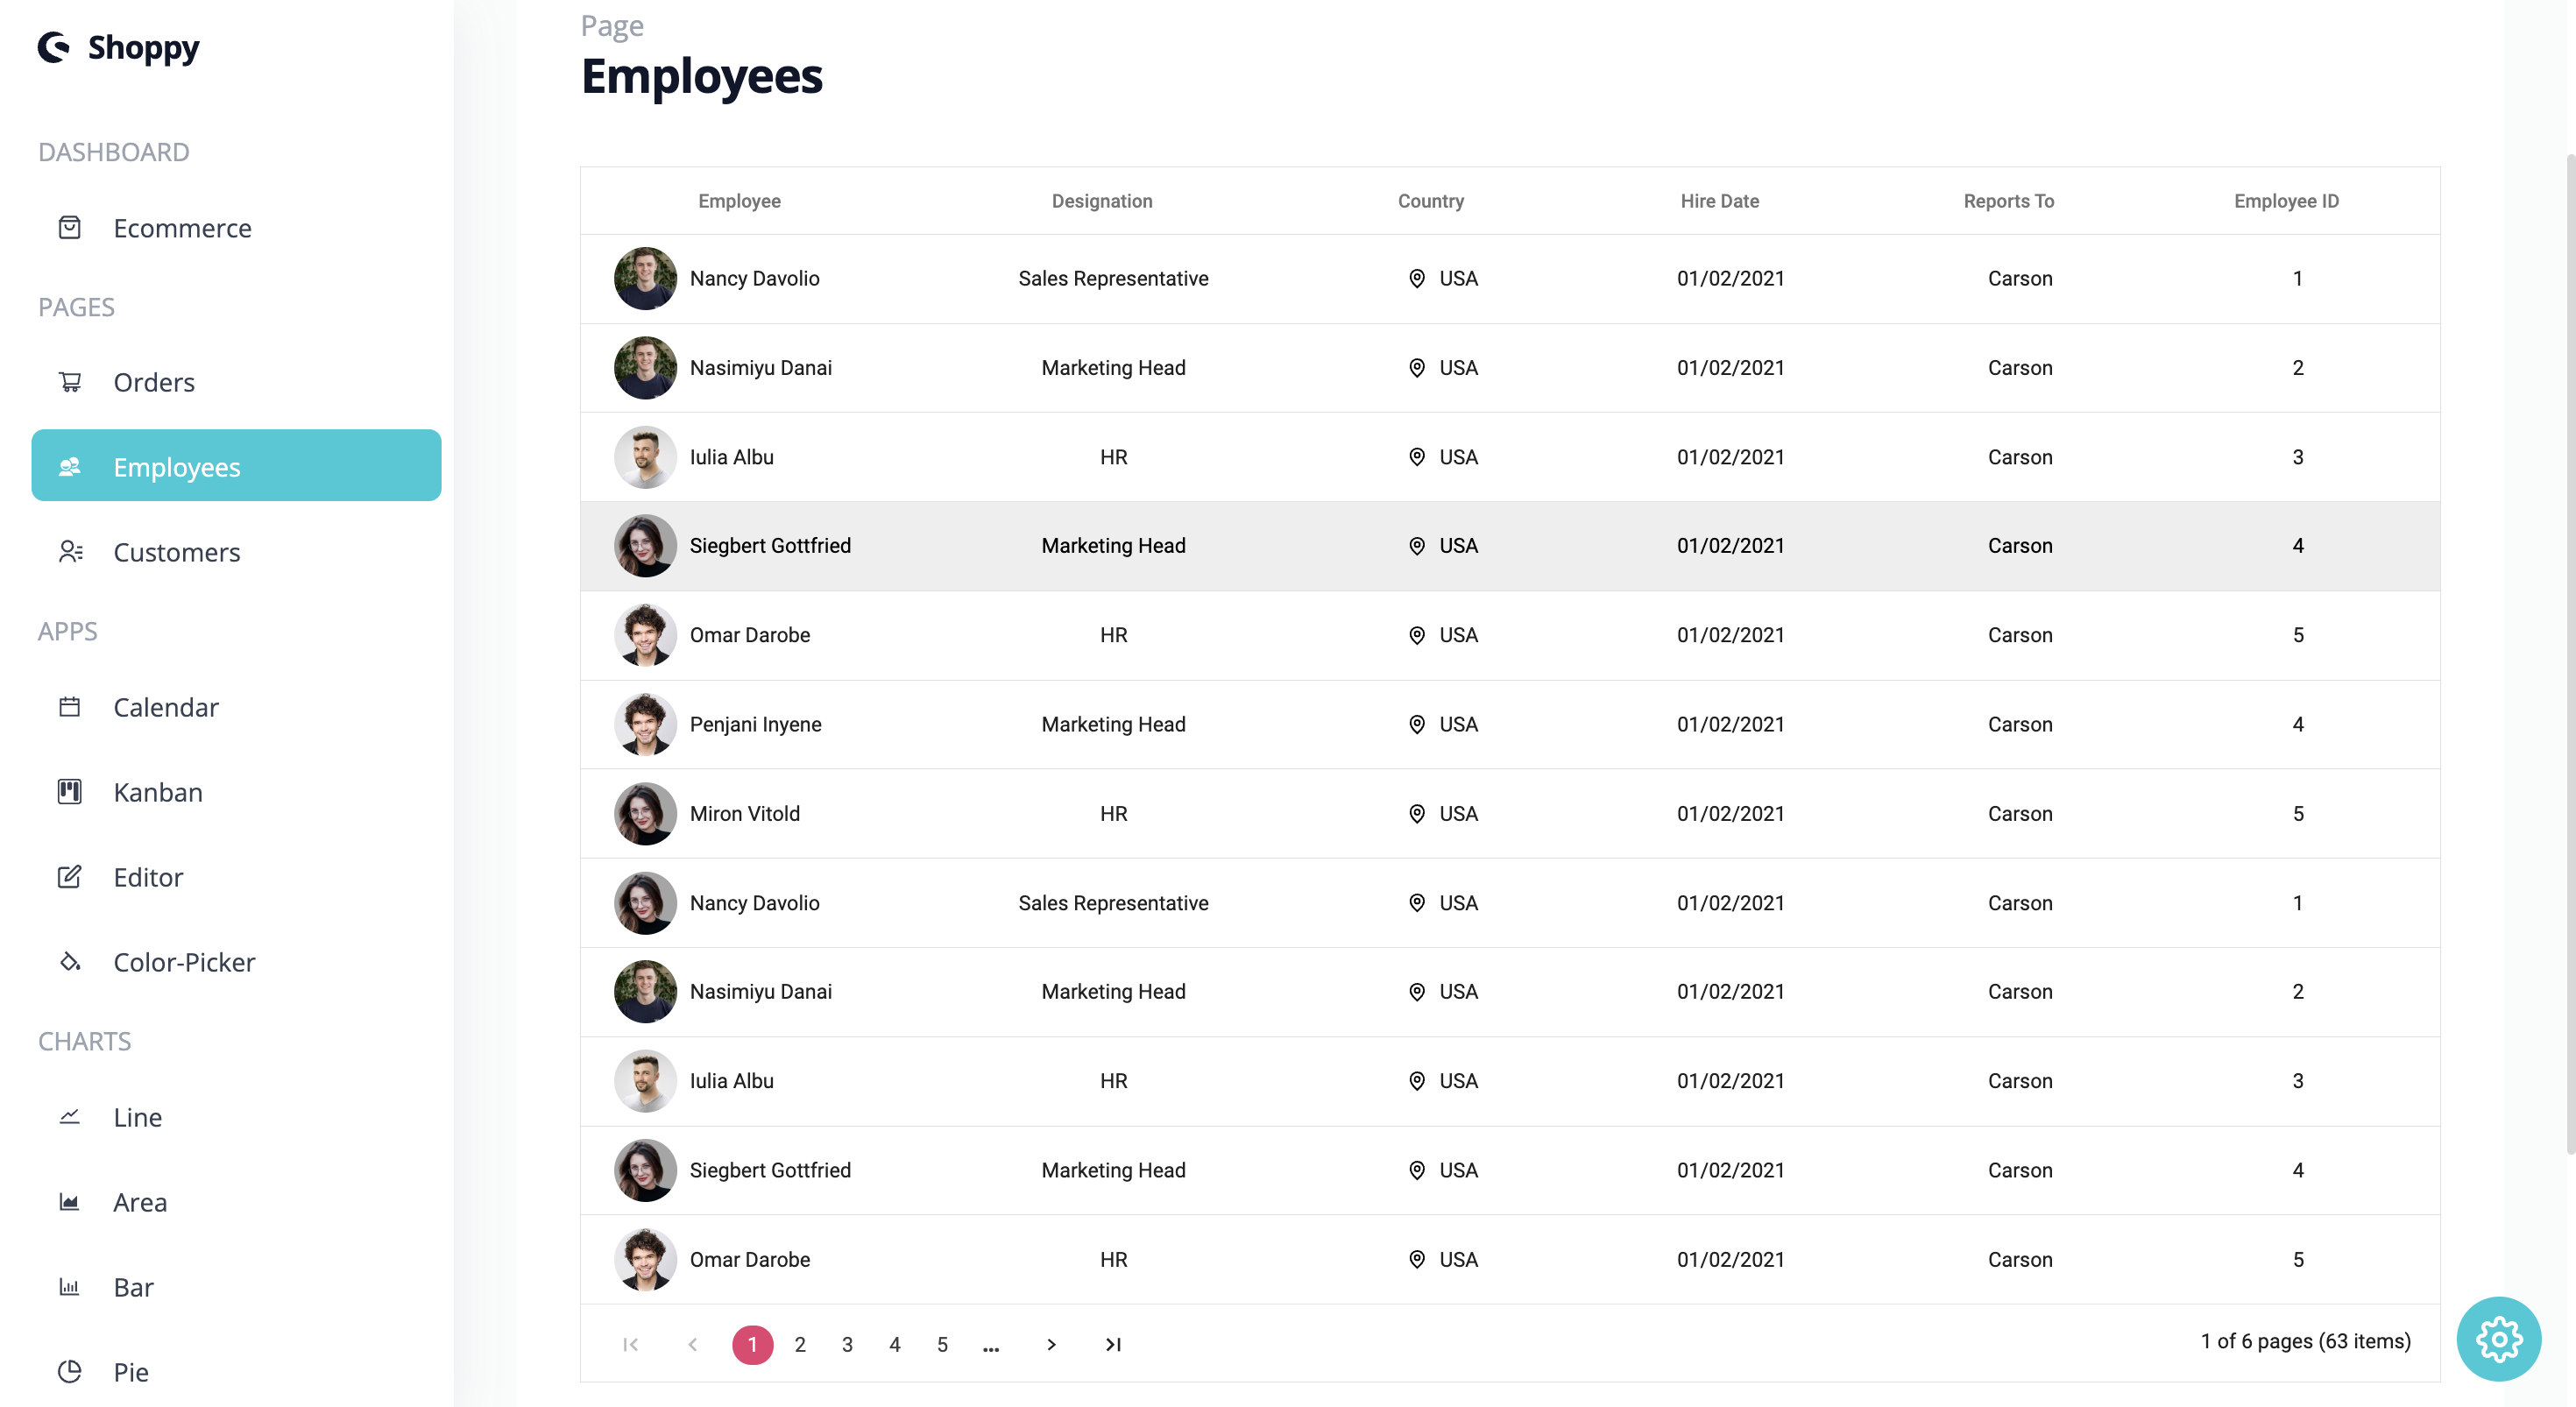 Shoppy
DASHBOARD
Ecommerce
PAGES
Orders
Employees
Customers
APPS
Calendar
Kanban
Editor
Color-Picker
CHARTS
Line
Area
Bar
Pie
Page
Employees
Employee Designation Country Hire Date Reports To Employee ID
Nancy Davolio Sales Representative USA 01/02/2021 Carson 1
Nasimiyu Danai Marketing Head USA 01/02/2021 Carson 2
Iulia Albu HR USA 01/02/2021 Carson 3
Siegbert Gottfried Marketing Head USA 01/02/2021 Carson 4
Omar Darobe HR USA 01/02/2021 Carson 5
Penjani Inyene Marketing Head USA 01/02/2021 Carson 4
Miron Vitold HR USA 01/02/2021 Carson 5
Nancy Davolio Sales Representative USA 01/02/2021 Carson 1
Nasimiyu Danai Marketing Head USA 01/02/2021 Carson 2
Iulia Albu HR USA 01/02/2021 Carson 3
Siegbert Gottfried Marketing Head USA 01/02/2021 Carson 4
Omar Darobe HR USA 01/02/2021 Carson 5
1 2 3 4 5 ... 1 of 6 pages (63 items)